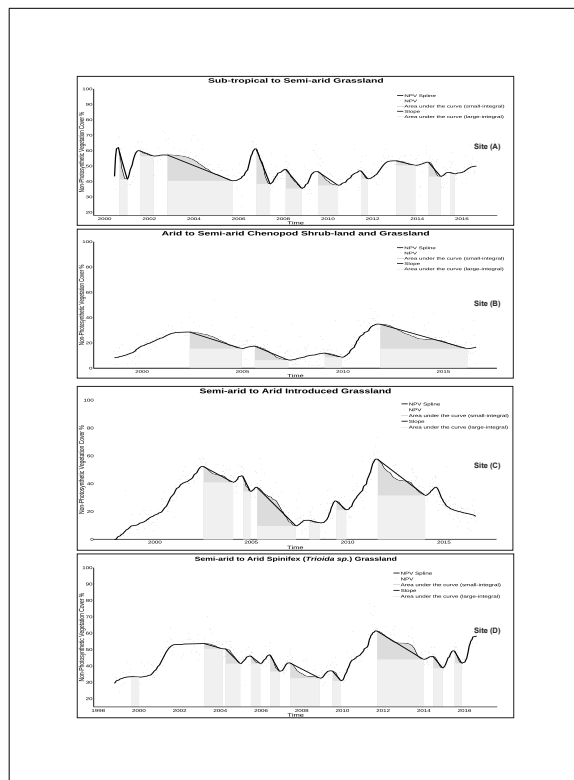 Sub-tropical to Semi-arid Grassland
Non-Photosynthetic Vegetation Cover %
100
80
60
50
40
30
20
NPV Spline
NPV
Area under the curve (small-integral)
Slope
Area under the curve (large-integral)
Site (A)
2000 2002 2004 2006 2008 2010 2012 2014 2016
Time
Arid to Semi-arid Chenopod Shrub-land and Grassland
Non-Photosynthetic Vegetation Cover %
100
80
60
40
20
0
NPV Spline
NPV
Area under the curve (small-integral)
Slope
Area under the curve (large-integral)
Site (B)
2000 2005 2010 2015
Time
Semi-arid to Arid Introduced Grassland
Non-Photosynthetic Vegetation Cover %
100
80
60
40
20
0
NPV Spline
NPV
Area under the curve (small-integral)
Slope
Area under the curve (large-integral)
Site (C)
2000 2005 2010 2015
Time
Semi-arid to Arid Spinifex (Trioida sp.) Grassland
Non-Photosynthetic Vegetation Cover %
100
80
70
60
50
40
30
15
NPV Spline
NPV
Area under the curve (small-integral)
Slope
Area under the curve (large-integral)
Site (D)
1998 2000 2002 2004 2006 2008 2010 2012 2014 2016
Time